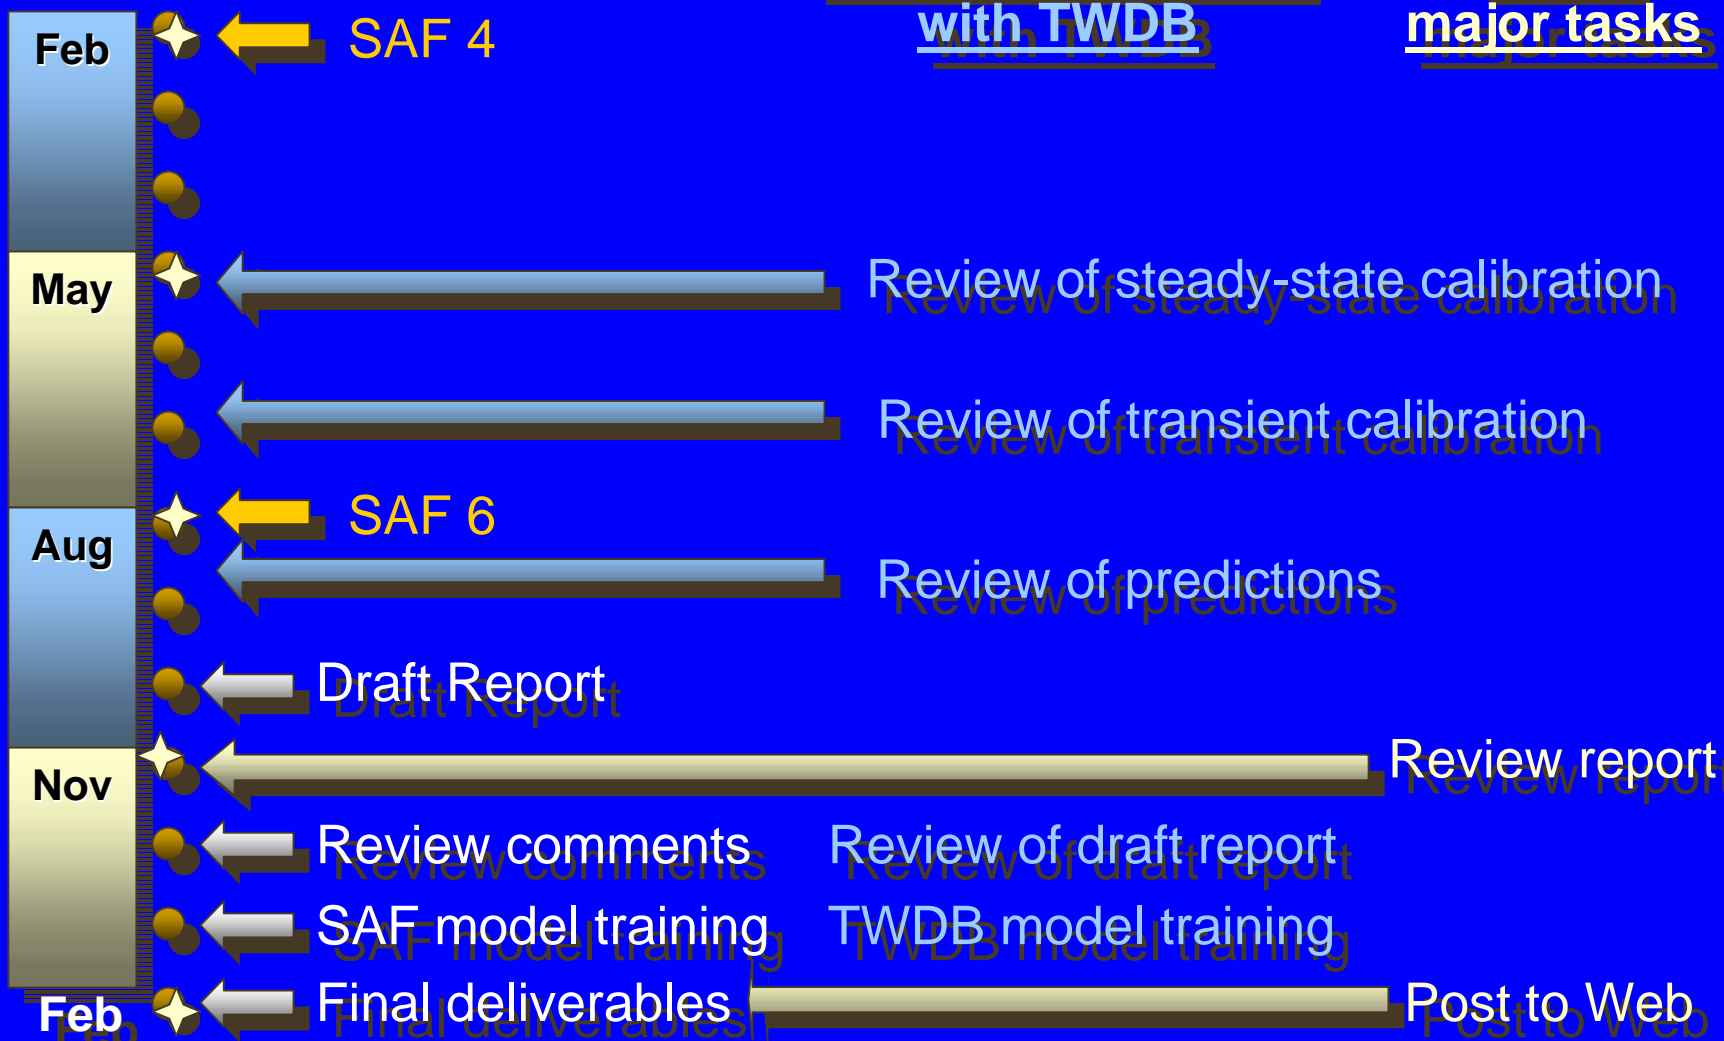 with TWDB
major tasks
Feb
SAF 4
May
Review of steady-state calibration
Review of transient calibration
SAF 6
Aug
Review of predictions
Draft Report
Review report
Nov
Review comments
Review of draft report
SAF model training
TWDB model training
Feb
Final deliverables
Post to Web